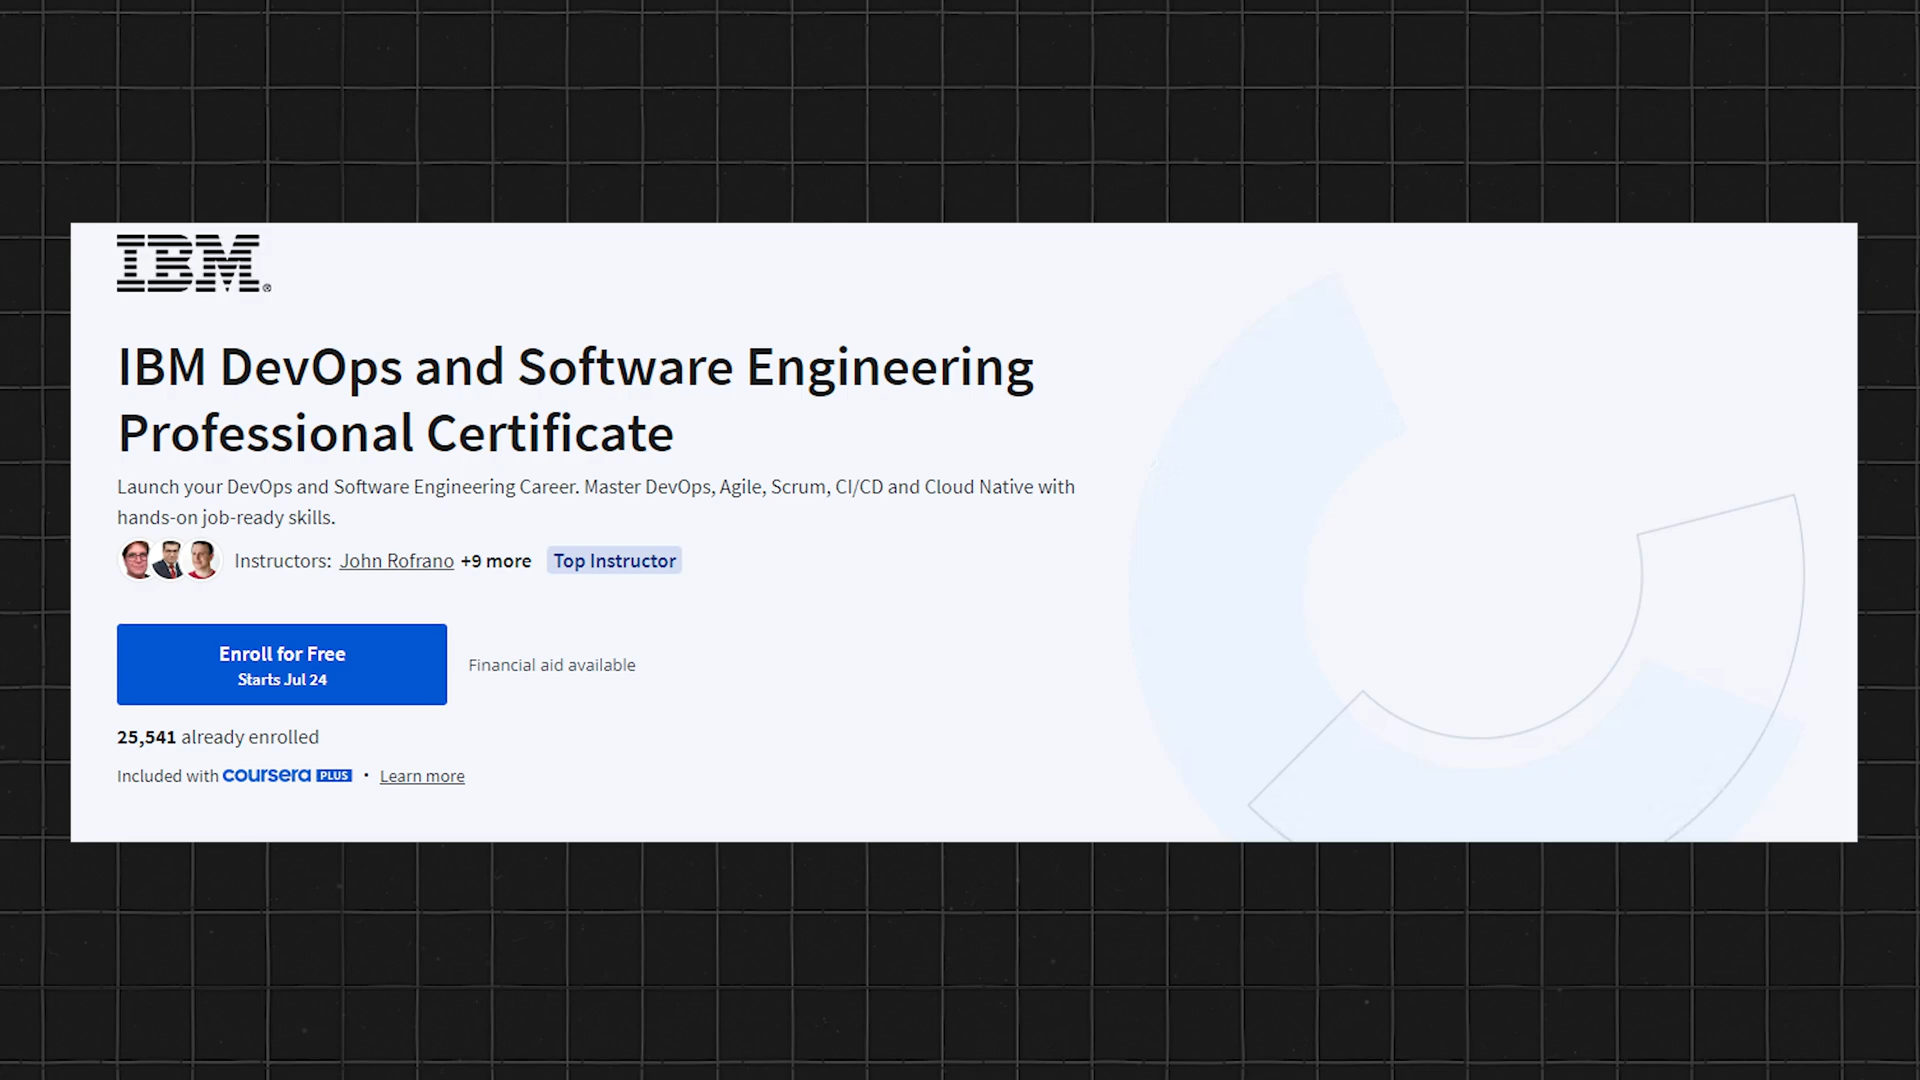 IBM®
IBM DevOps and Software Engineering
Professional Certificate
Launch your DevOps and Software Engineering Career. Master DevOps, Agile, Scrum, CI/CD and Cloud Native with
hands-on job-ready skills.
Instructors: John Rofrano +9 more Top Instructor
Enroll for Free
Starts Jul 24
Financial aid available
25,541 already enrolled
Included with coursera PLUS • Learn more